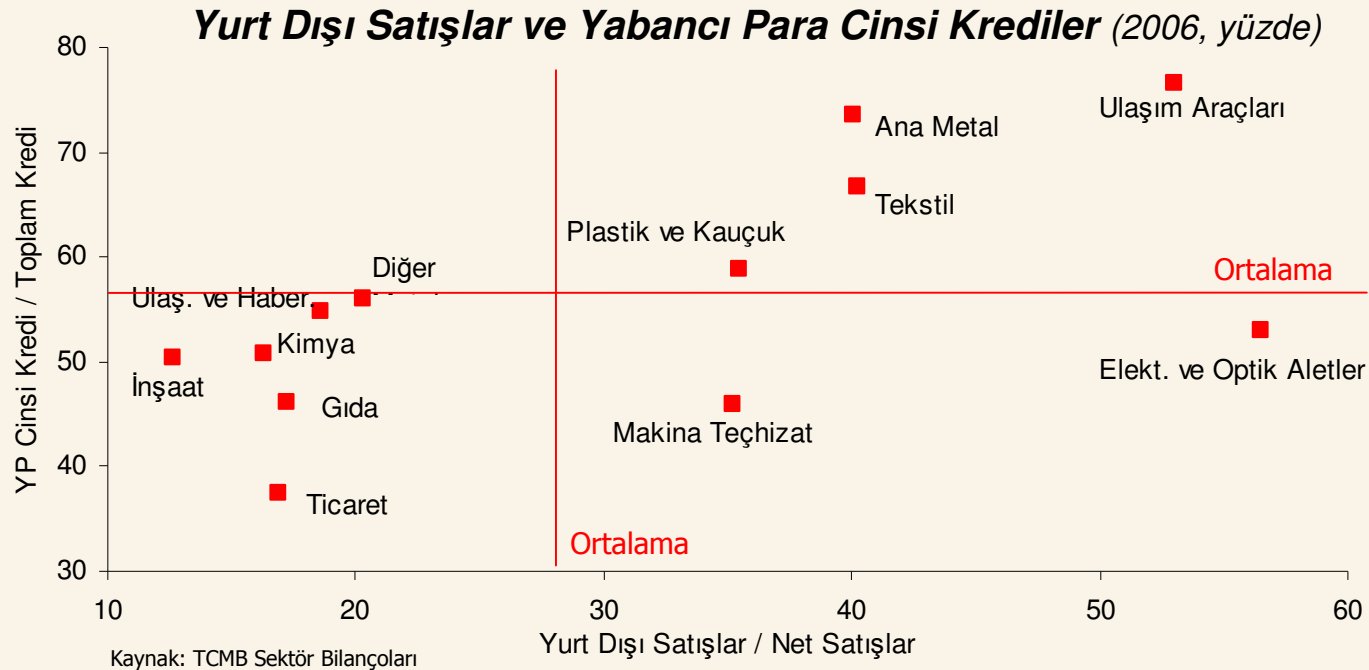 Yurt Dışı Satışlar ve Yabancı Para Cinsi Krediler (2006, yüzde)
80
70
60
50
40
30
YP Cinsi Kredi / Toplam Kredi
Ulaşım Araçları
Ana Metal
Tekstil
Plastik ve Kauçuk
Diğer
Ortalama
Ulaş. ve Haber.
Kimya
İnşaat
Elekt. ve Optik Aletler
Gıda
Makina Teçhizat
Ticaret
Ortalama
10 20 30 40 50 60
Yurt Dışı Satışlar / Net Satışlar
Kaynak: TCMB Sektör Bilançoları